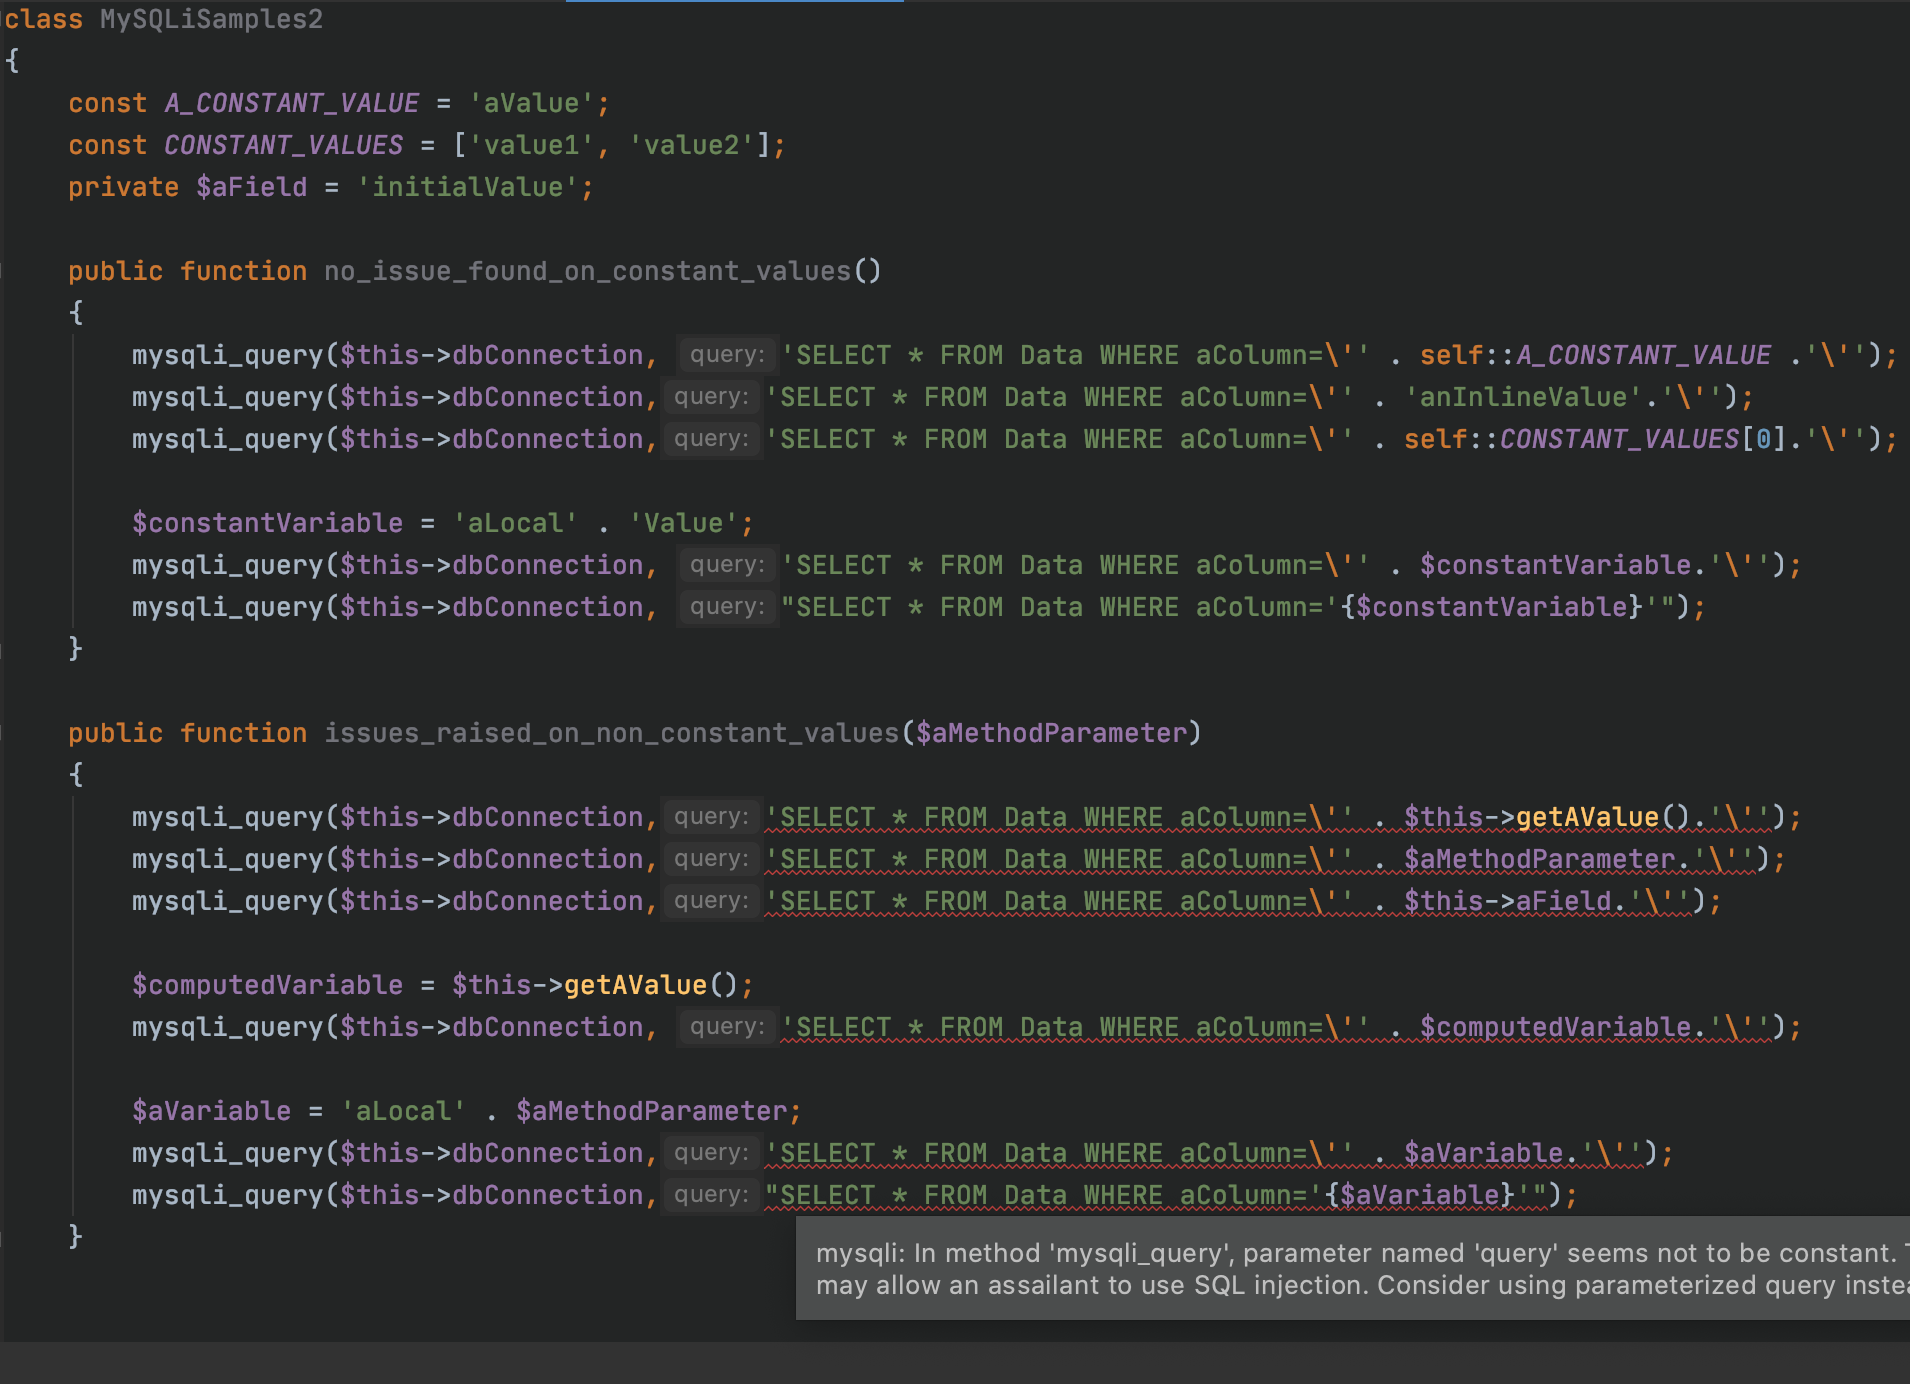 class MySQLiSamples2
{
const A_CONSTANT_VALUE = 'aValue';
const CONSTANT_VALUES = ['value1', 'value2'];
private $aField = 'initialValue';
public function no_issue_found_on_constant_values()
{
mysqli_query($this->dbConnection, query: 'SELECT * FROM Data WHERE aColumn=\'' . self::A_CONSTANT_VALUE .'\'');
mysqli_query($this->dbConnection, query: 'SELECT * FROM Data WHERE aColumn=\'' . 'anInlineValue'.'\'');
mysqli_query($this->dbConnection, query: 'SELECT * FROM Data WHERE aColumn=\'' . self::CONSTANT_VALUES[0].'\'');
$constantVariable = 'aLocal' . 'Value';
mysqli_query($this->dbConnection, query: 'SELECT * FROM Data WHERE aColumn=\'' . $constantVariable.'\'');
mysqli_query($this->dbConnection, query: "SELECT * FROM Data WHERE aColumn='{$constantVariable}'");
}
public function issues_raised_on_non_constant_values($aMethodParameter)
{
mysqli_query($this->dbConnection, query: 'SELECT * FROM Data WHERE aColumn=\'' . $this->getAValue().'\'');
mysqli_query($this->dbConnection, query: 'SELECT * FROM Data WHERE aColumn=\'' . $aMethodParameter.'\'');
mysqli_query($this->dbConnection, query: 'SELECT * FROM Data WHERE aColumn=\'' . $this->aField.'\'');
$computedVariable = $this->getAValue();
mysqli_query($this->dbConnection, query: 'SELECT * FROM Data WHERE aColumn=\'' . $computedVariable.'\'');
$aVariable = 'aLocal' . $aMethodParameter;
mysqli_query($this->dbConnection, query: 'SELECT * FROM Data WHERE aColumn=\'' . $aVariable.'\'');
mysqli_query($this->dbConnection, query: "SELECT * FROM Data WHERE aColumn='{$aVariable}'");
}
mysqli: In method 'mysqli_query', parameter named 'query' seems not to be constant.
may allow an assailant to use SQL injection. Consider using parameterized query